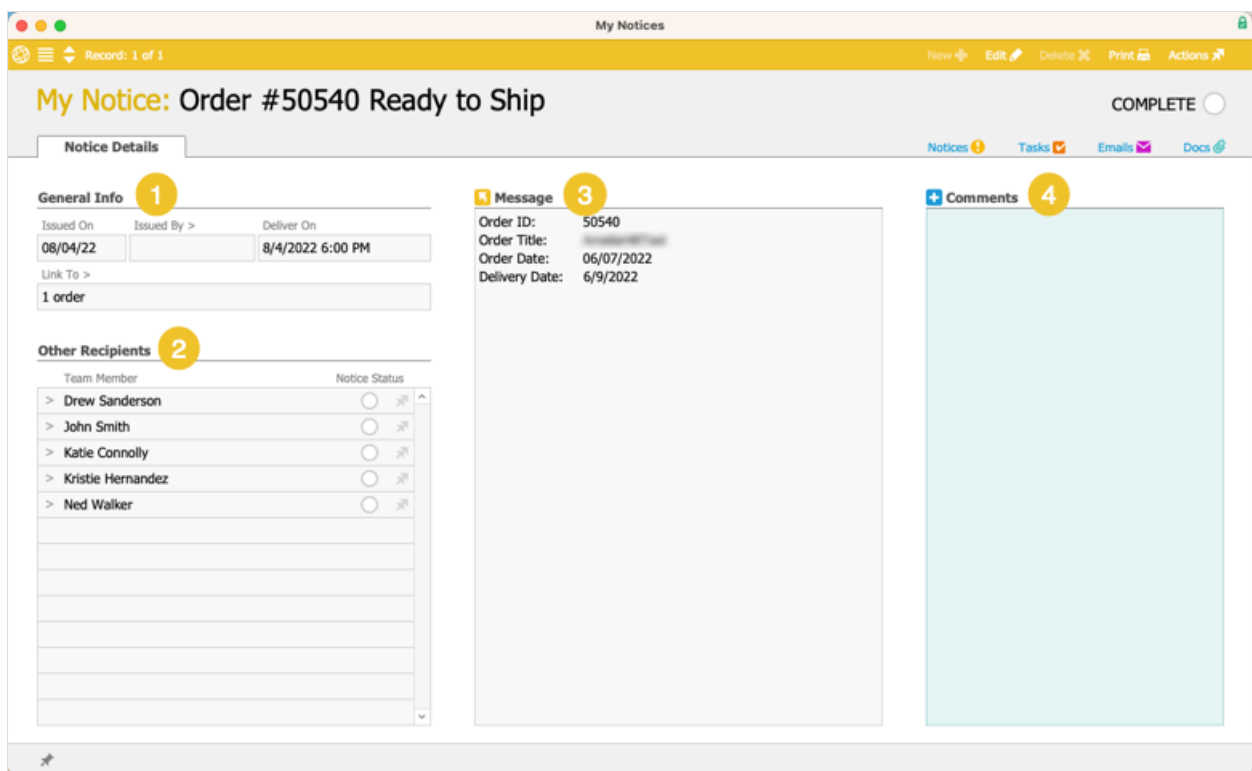 My Notices
Record: 1 of 1
New Edit Delete Print Actions
My Notice: Order #50540 Ready to Ship
COMPLETE
Notice Details
Notices Tasks Emails Docs
General Info 1
Issued On Issued By > Deliver On
08/04/22 8/4/2022 6:00 PM
Link To >
1 order
Other Recipients 2
Team Member Notice Status
> Drew Sanderson
> John Smith
> Katie Connolly
> Kristie Hernandez
> Ned Walker
Message 3
Order ID: 50540
Order Title:
Order Date: 06/07/2022
Delivery Date: 6/9/2022
Comments 4